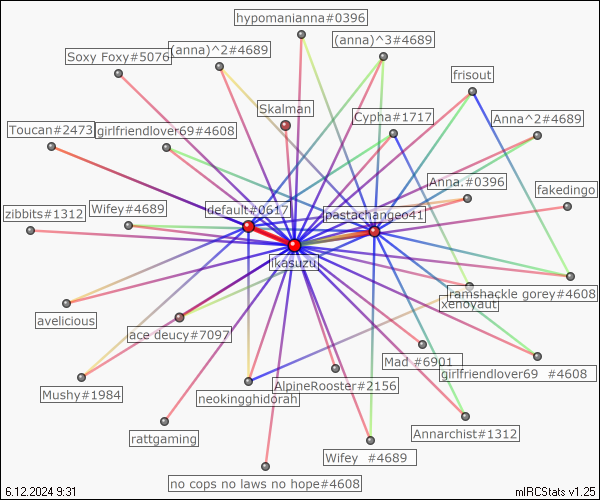 hypomanianna#0396
(anna)^2#4689
(anna)^3#4689
Soxy Foxy#5076
frisout
Skalman
Cypha#1717
Anna^2#4689
Toucan#2473
girlfriendlover69#4608
Anna.#0396
fakedingo
zibbits#1312
Wifey#4689
default#0617
pastachangeo41
ikasuzu
ramshackle gorey#4608
xenoyaut
avelicious
ace deucy#7097
Mad #6901
girlfriendlover69 #4608
AlpineRooster#2156
Mushy#1984
neokingghidorah
rattgaming
Annarchist#1312
Wifey #4689
no cops no laws no hope#4608
6.12.2024 9:31
mIRCStats v1.25